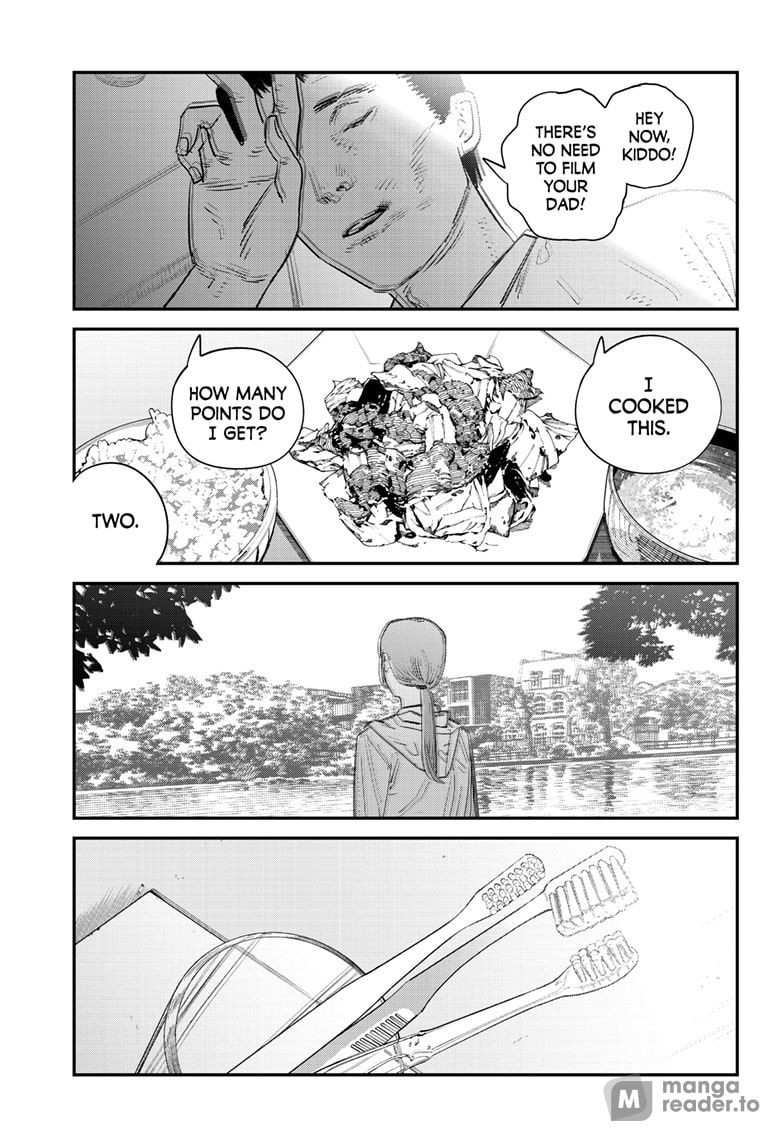 HEY
NOW,
KIDDO!
THERE'S
NO NEED
TO FILM
YOUR
DAD!
I
COOKED
THIS.
HOW MANY
POINTS DO
I GET?
TWO.
M
manga
reader.to